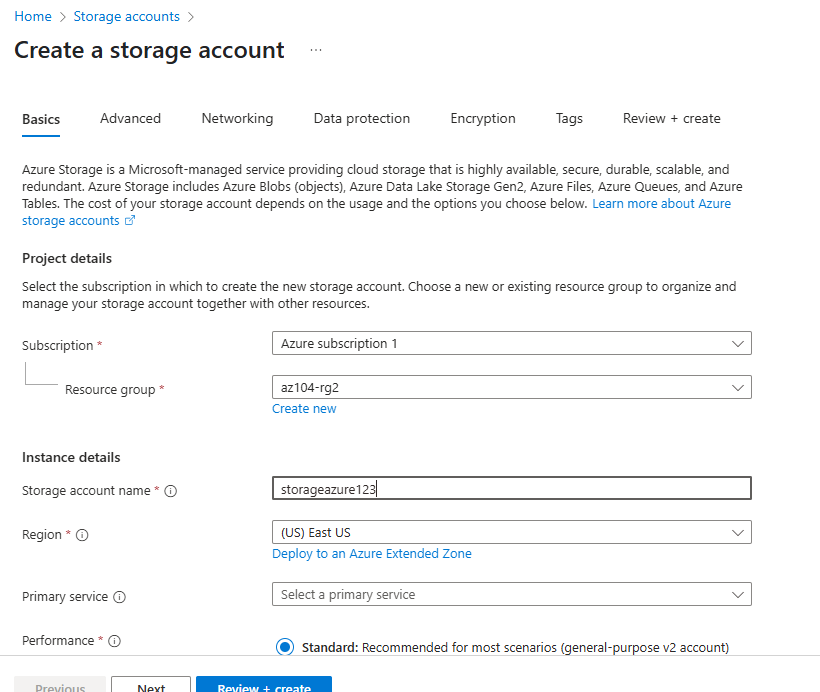 Home > Storage accounts >
Create a storage account ...
Basics Advanced Networking Data protection Encryption Tags Review + create
Azure Storage is a Microsoft-managed service providing cloud storage that is highly available, secure, durable, scalable, and
redundant. Azure Storage includes Azure Blobs (objects), Azure Data Lake Storage Gen2, Azure Files, Azure Queues, and Azure
Tables. The cost of your storage account depends on the usage and the options you choose below. Learn more about Azure
storage accounts
Project details
Select the subscription in which to create the new storage account. Choose a new or existing resource group to organize and
manage your storage account together with other resources.
Subscription * Azure subscription 1
Resource group * az104-rg2
Create new
Instance details
Storage account name * storageazure123
Region * (US) East US
Deploy to an Azure Extended Zone
Primary service Select a primary service
Performance * Standard: Recommended for most scenarios (general-purpose v2 account)
Previous Next Review + create